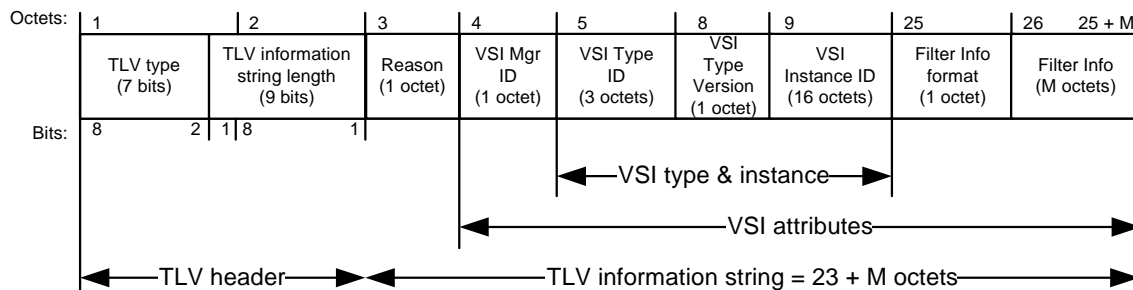 Octets: 1 2 3 4 5 8 9 25 26 25 + M
TLV type
(7 bits)
TLV information
string length
(9 bits)
Reason
(1 octet)
VSI Mgr
ID
(1 octet)
VSI Type
ID
(3 octets)
VSI
Type
Version
(1 octet)
VSI
Instance ID
(16 octets)
Filter Info
format
(1 octet)
Filter Info
(M octets)
Bits: 8 2 1 8 1
VSI type & instance
VSI attributes
TLV header
TLV information string = 23 + M octets